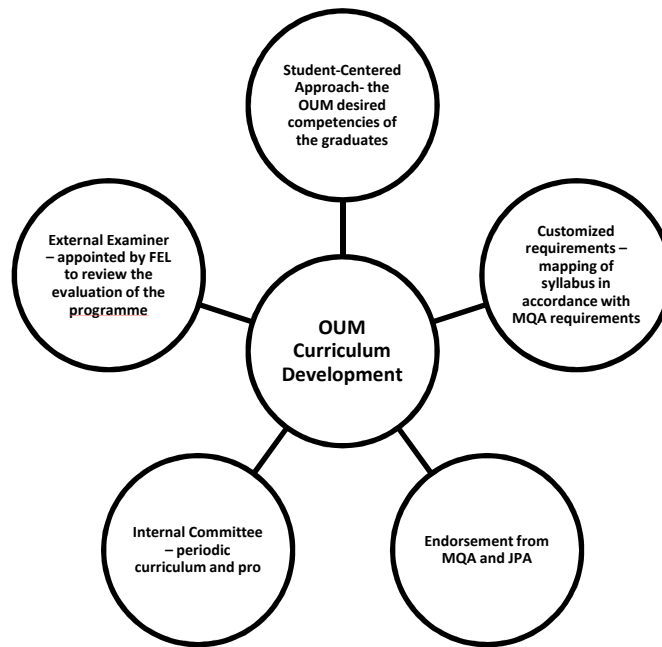 Student-Centered
Approach- the
OUM desired
competencies of
the graduates
External Examiner
– appointed by FEL
to review the
evaluation of the
programme
Customized
requirements –
mapping of
syllabus in
accordance with
MQA requirements
OUM
Curriculum
Development
Internal Committee
– periodic
curriculum and pro
Endorsement from
MQA and JPA